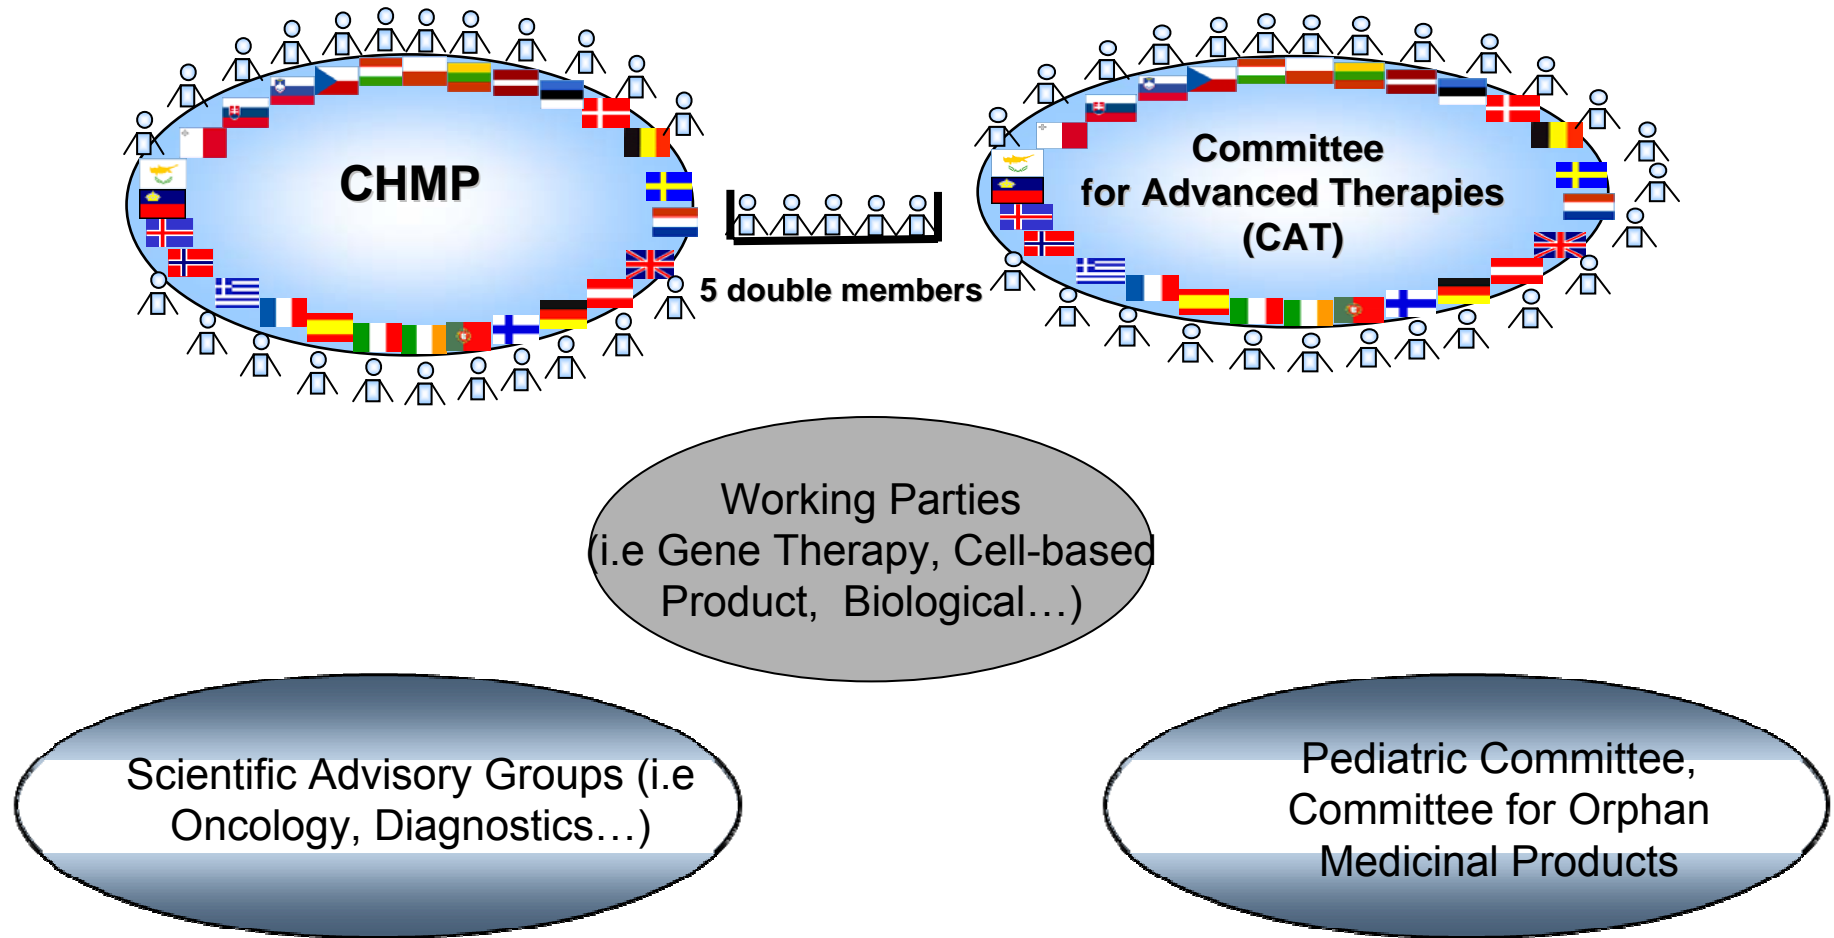 CHMP
5 double members
Committee
for Advanced Therapies
(CAT)
Working Parties
(i.e Gene Therapy, Cell-based
Product,  Biological…)
Scientific Advisory Groups (i.e
Oncology, Diagnostics…)
Pediatric Committee,
Committee for Orphan
Medicinal Products